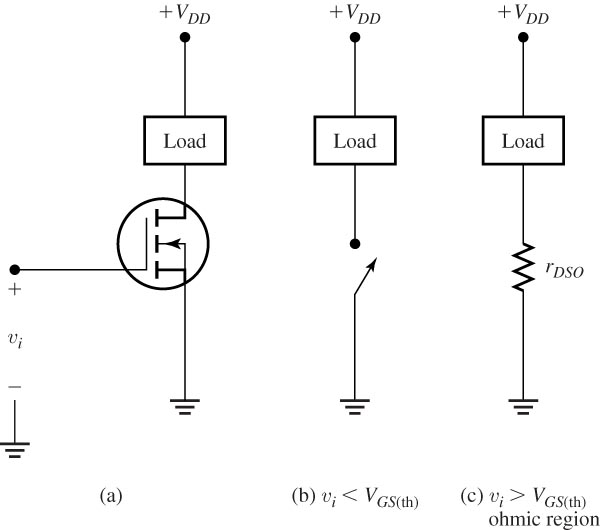 +V_DD +V_DD +V_DD
Load Load Load
r_DSO
+
v_i
−
(a) (b) v_i < V_GS(th) (c) v_i > V_GS(th)
ohmic region